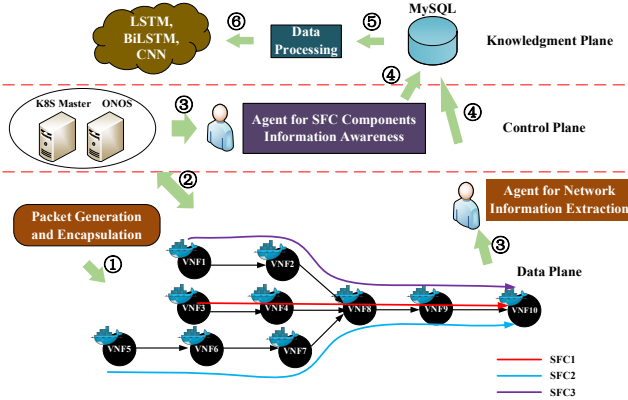 LSTM,
BiLSTM,
CNN
⑥
Data
Processing
⑤
MySQL
Knowledgment Plane
④
④
K8S Master
ONOS
③
Agent for SFC Components
Information Awareness
Control Plane
②
Packet Generation
and Encapsulation
①
Agent for Network
Information Extraction
③
Data Plane
VNF1
VNF2
VNF3
VNF4
VNF8
VNF9
VNF10
VNF5
VNF6
VNF7
SFC1
SFC2
SFC3